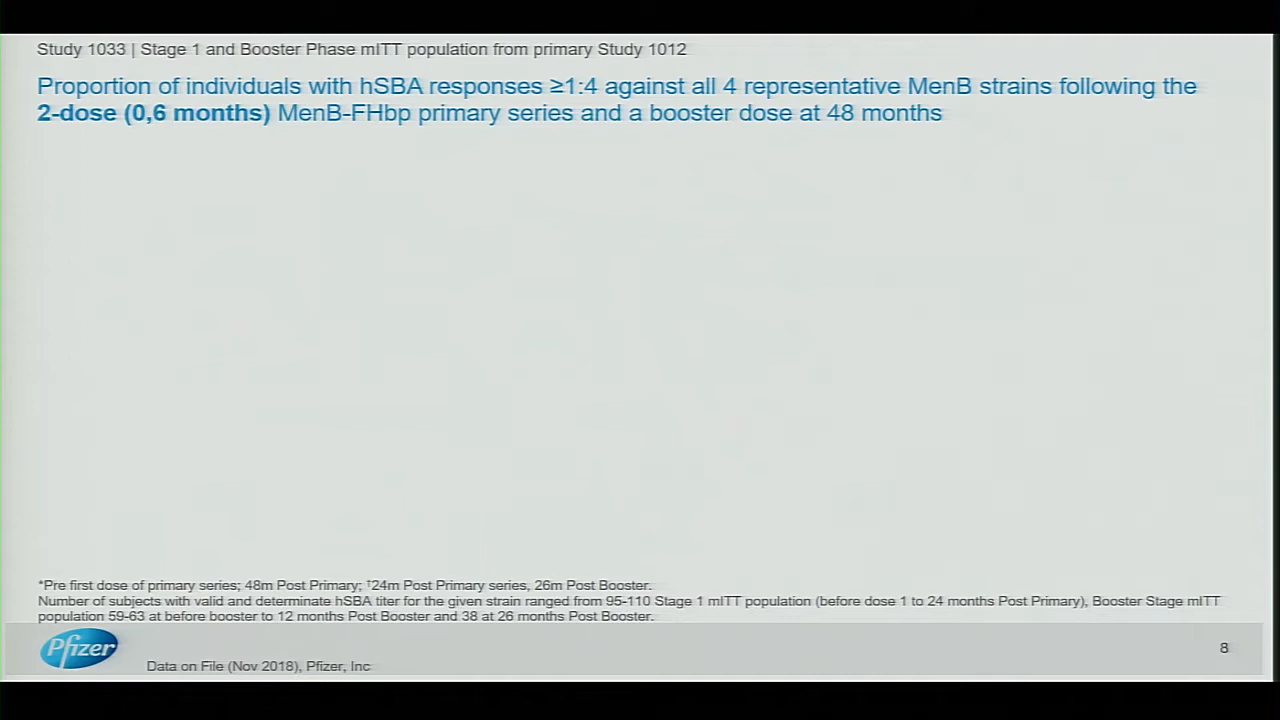 Study 1033 | Stage 1 and Booster Phase mITT population from primary Study 1012
Proportion of individuals with hSBA responses ≥1:4 against all 4 representative MenB strains following the
2-dose (0,6 months) MenB-FHbp primary series and a booster dose at 48 months
*Pre first dose of primary series; 48m Post Primary; †24m Post Primary series, 26m Post Booster.
Number of subjects with valid and determinate hSBA titer for the given strain ranged from 95-110 Stage 1 mITT population (before dose 1 to 24 months Post Primary), Booster Stage mITT
population 59-63 at before booster to 12 months Post Booster and 38 at 26 months Post Booster.
Pfizer
8
Data on File (Nov 2018), Pfizer, Inc